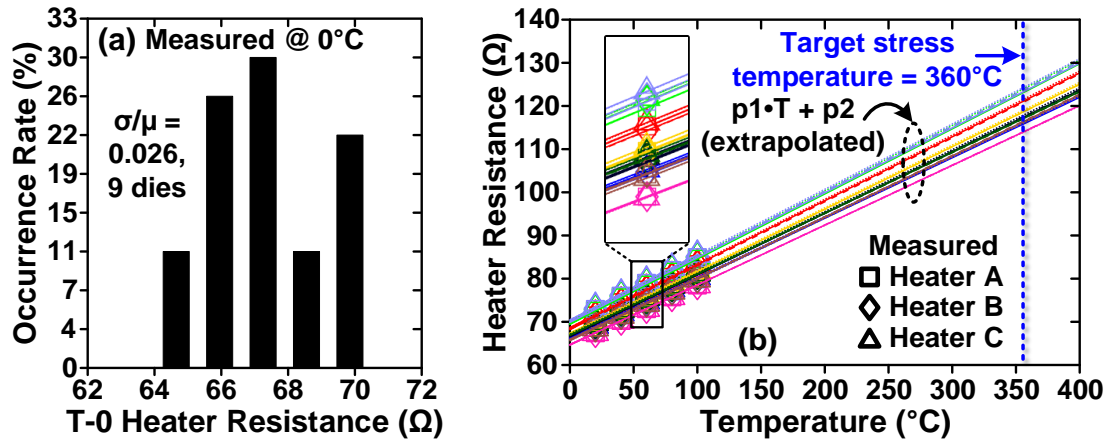 (a) Measured @ 0°C
σ/μ =
0.026,
9 dies
Occurrence Rate (%)
33
30
26
22
18
15
11
7
4
0
62
64
66
68
70
72
T-0 Heater Resistance (Ω)
Heater Resistance (Ω)
140
130
120
110
100
90
80
70
60
Target stress
temperature = 360°C
p1•T + p2
(extrapolated)
Measured
Heater A
Heater B
Heater C
(b)
0
50
100
150
200
250
300
350
400
Temperature (°C)